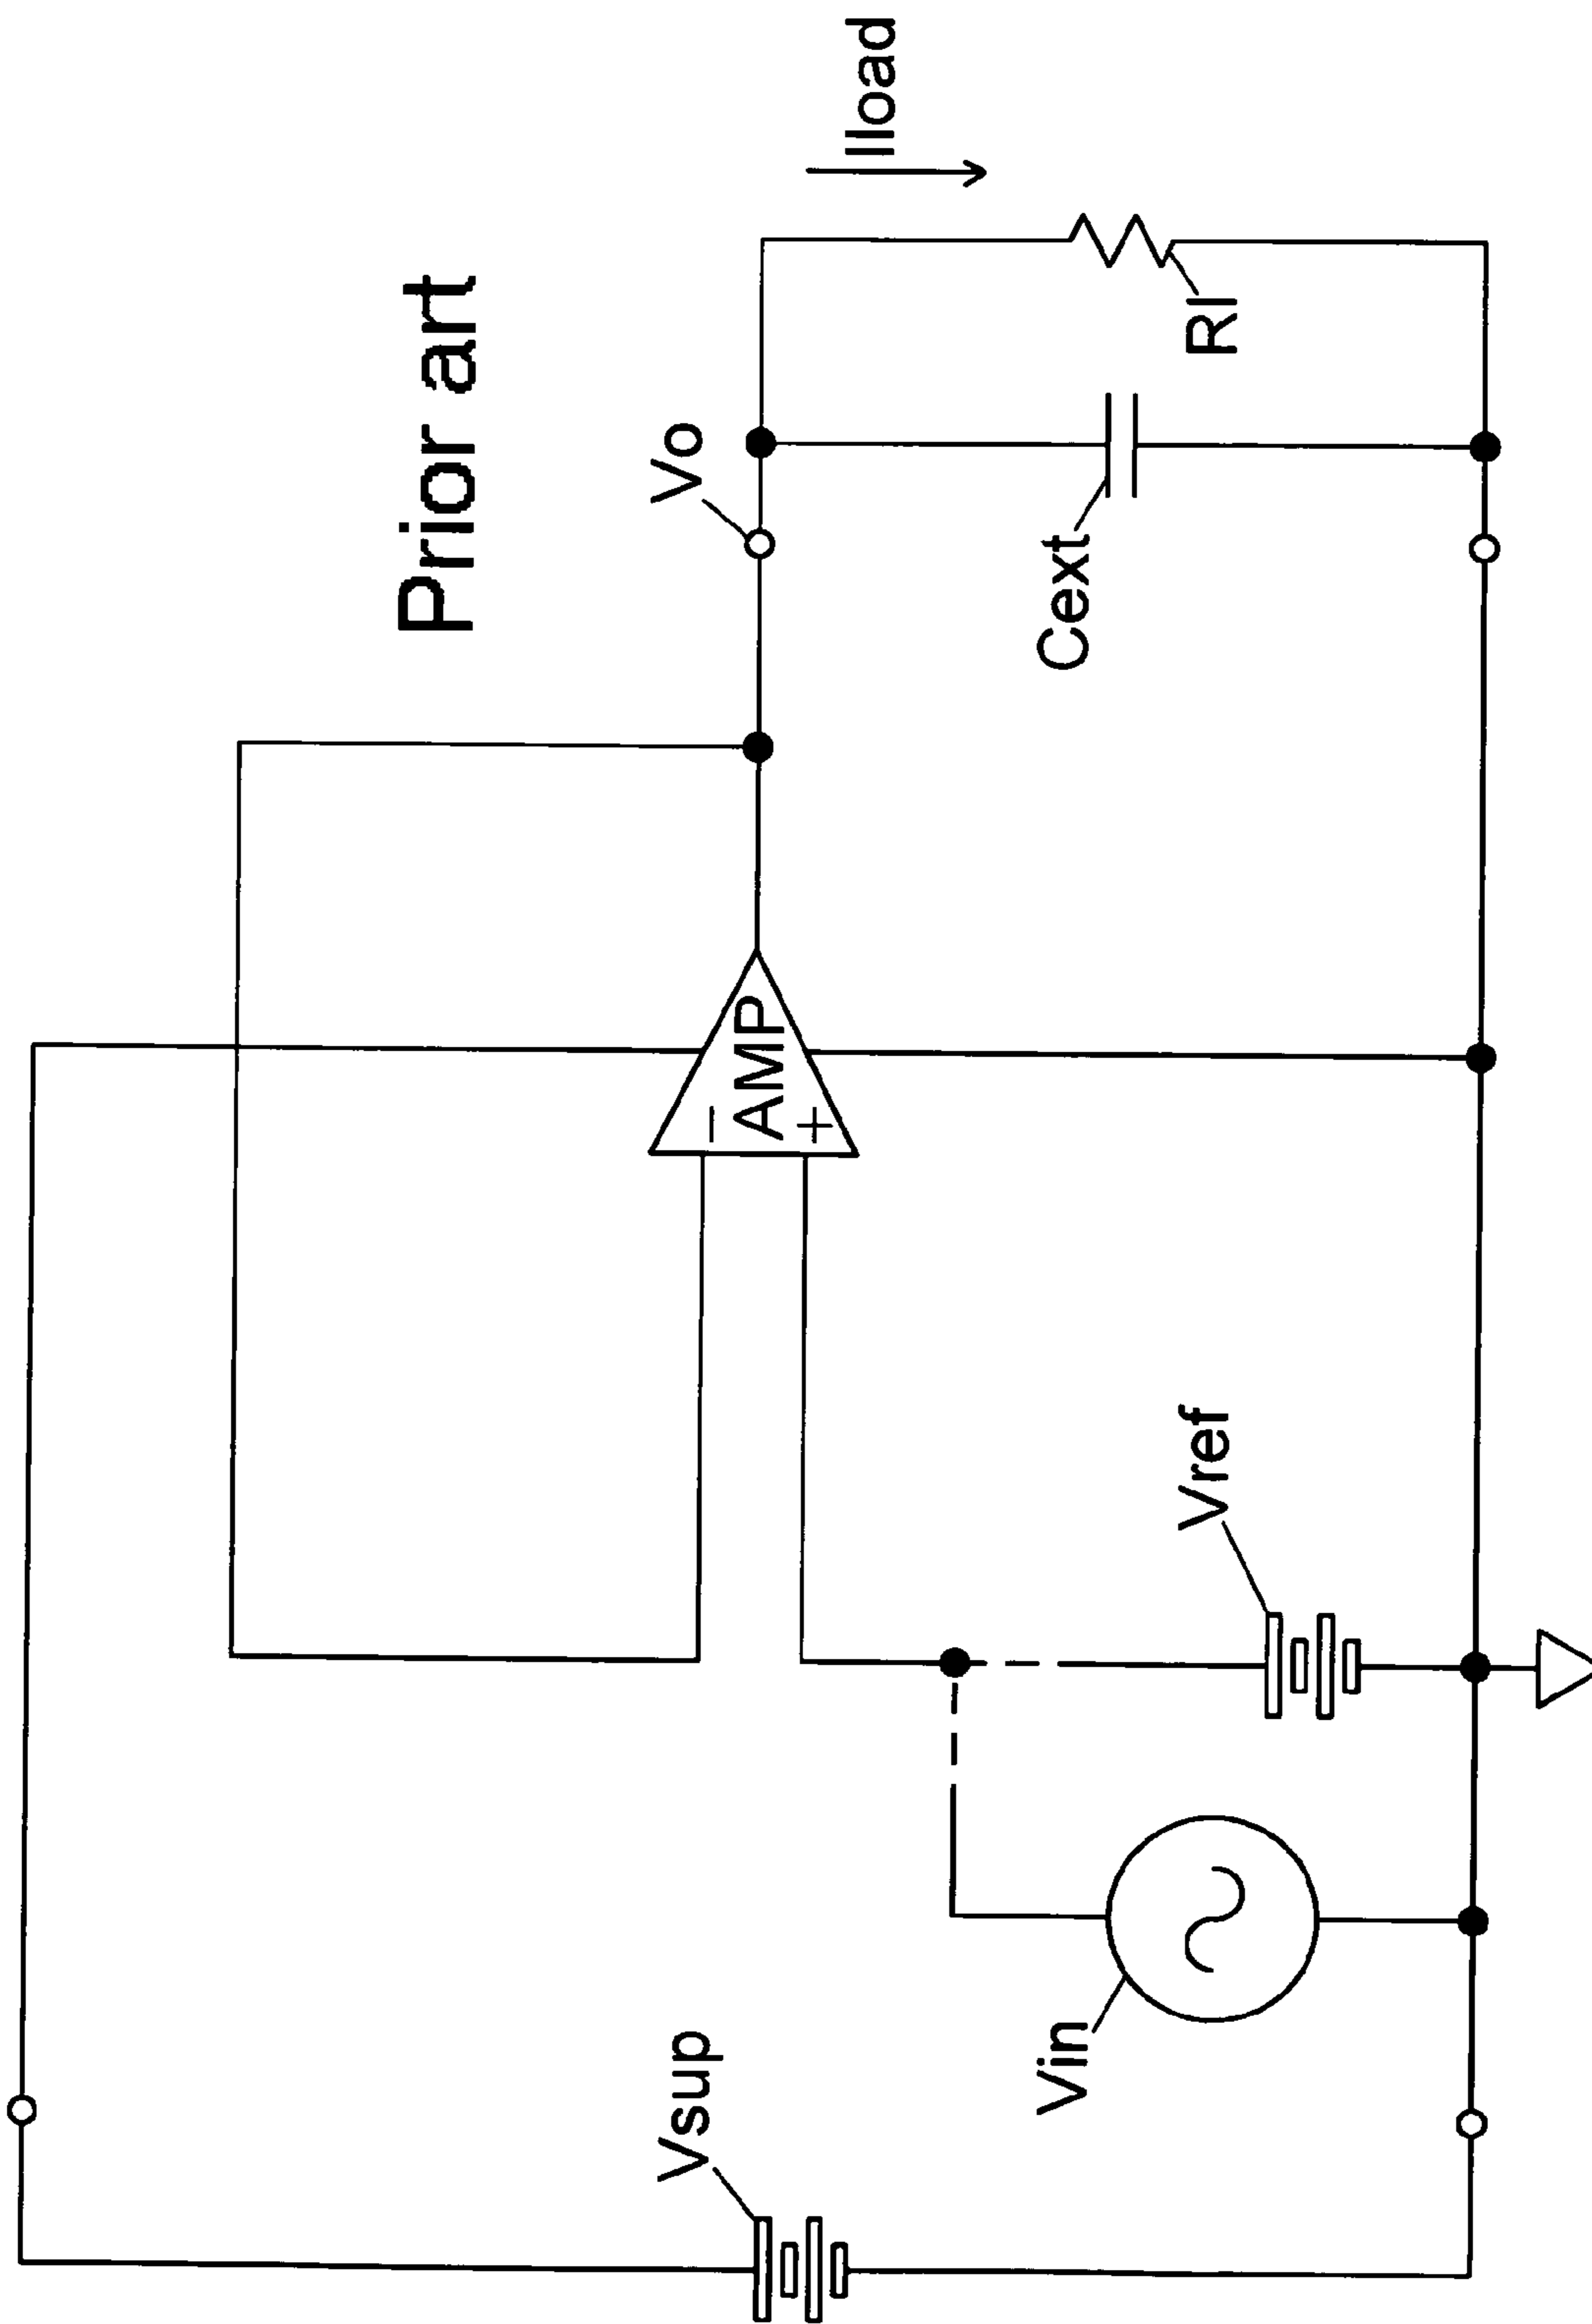 Prior art
Vsup
Vin
Vref
− AMP +
Vo
Cext
Rl
Iload